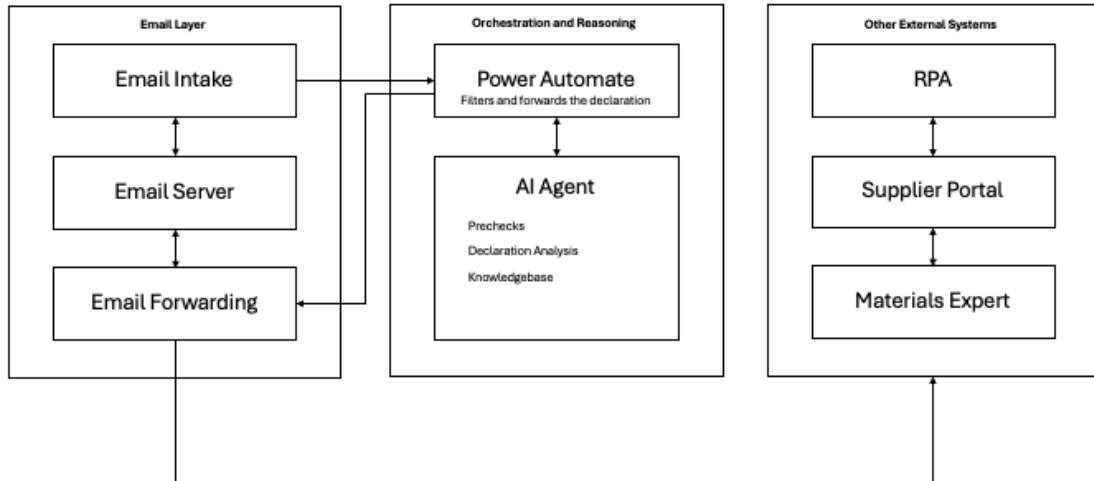 Email Layer
Email Intake
Email Server
Email Forwarding
Orchestration and Reasoning
Power Automate
Filters and forwards the declaration
AI Agent
Prechecks
Declaration Analysis
Knowledgebase
Other External Systems
RPA
Supplier Portal
Materials Expert